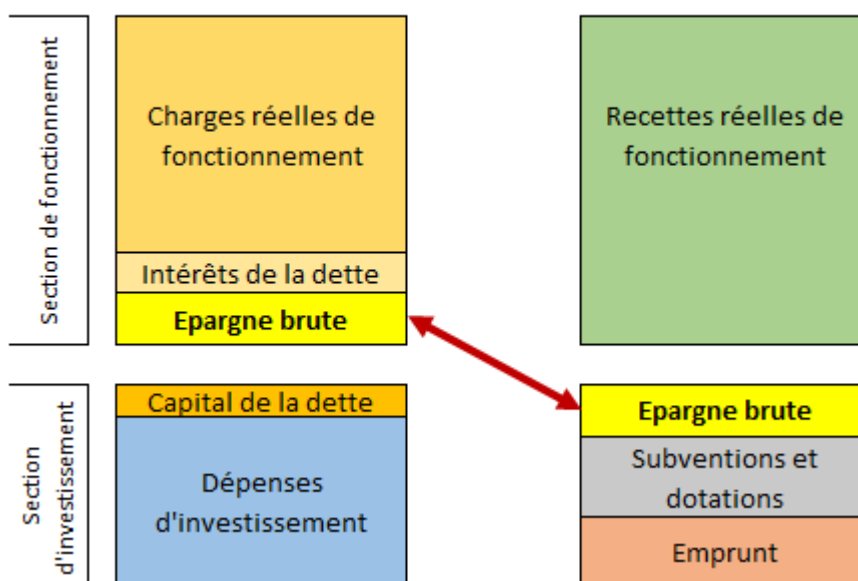 Section de fonctionnement
Charges réelles de
fonctionnement
Intérêts de la dette
Epargne brute
Recettes réelles de
fonctionnement
Section
d'investissement
Capital de la dette
Dépenses
d'investissement
Epargne brute
Subventions et
dotations
Emprunt